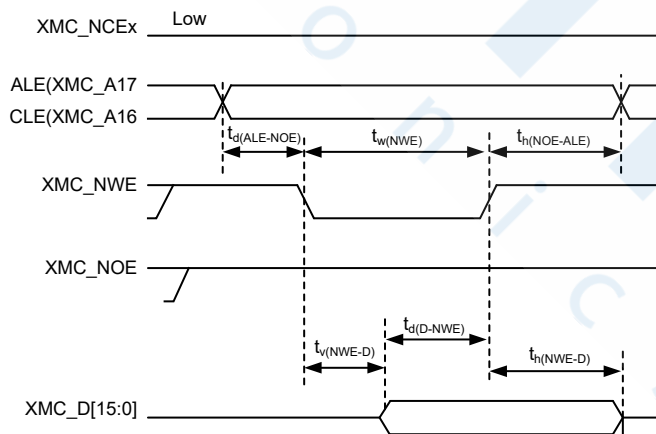 XMC_NCEx Low
ALE(XMC_A17
CLE(XMC_A16
td(ALE-NOE) tw(NWE) th(NOE-ALE)
XMC_NWE
XMC_NOE
td(D-NWE)
tv(NWE-D) th(NWE-D)
XMC_D[15:0]